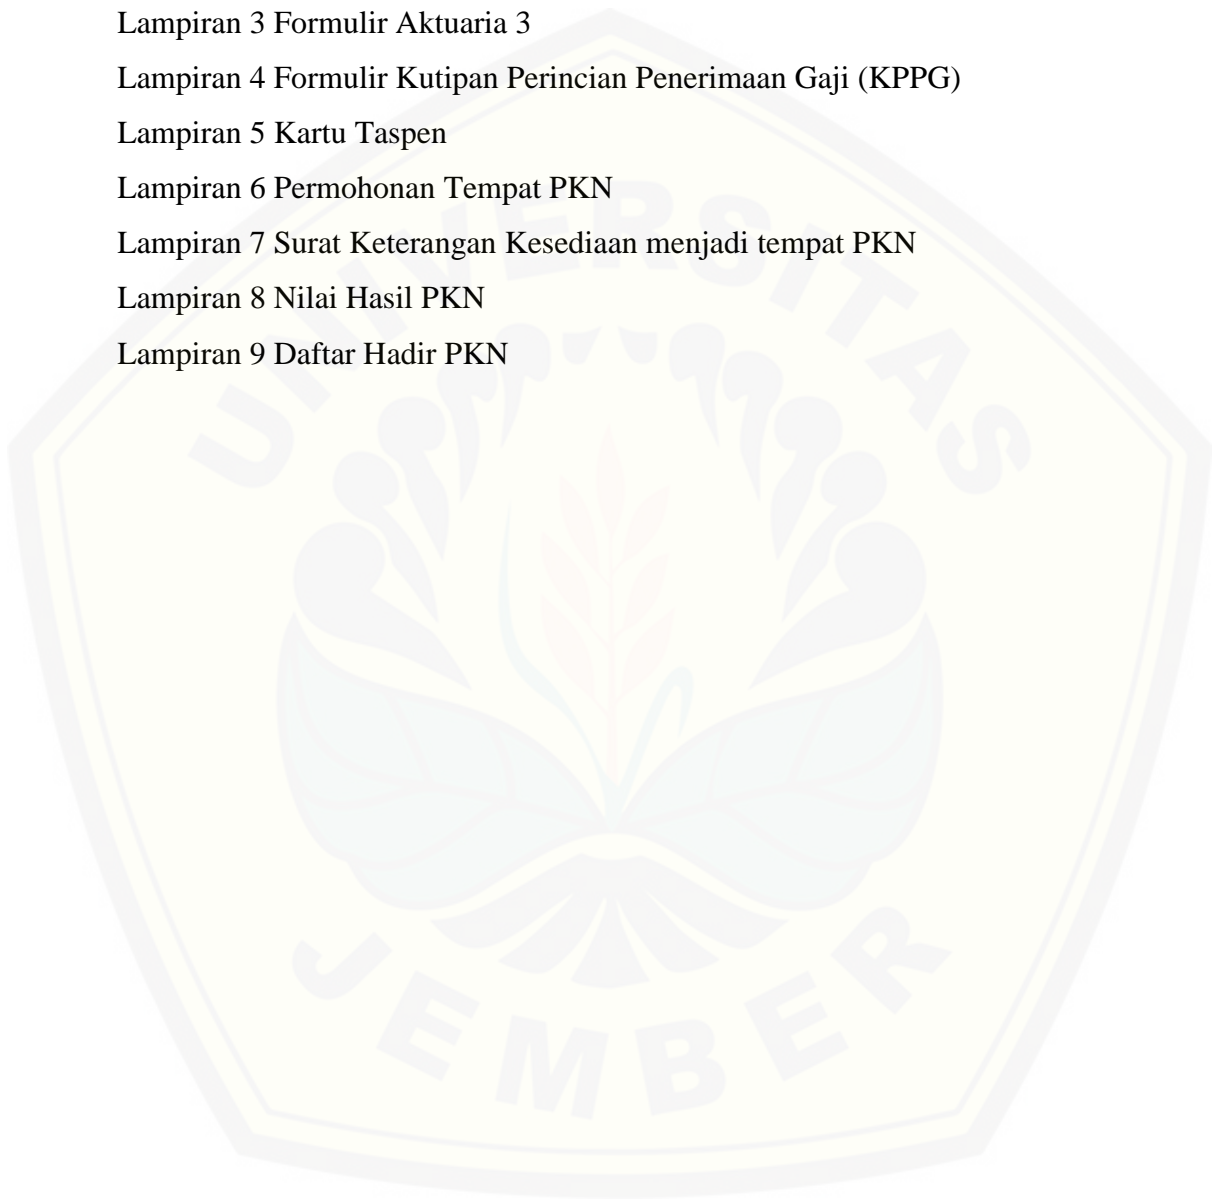 Lampiran 3 Formulir Aktuaria 3
Lampiran 4 Formulir Kutipan Perincian Penerimaan Gaji (KPPG)
Lampiran 5 Kartu Taspen
Lampiran 6 Permohonan Tempat PKN
Lampiran 7 Surat Keterangan Kesediaan menjadi tempat PKN
Lampiran 8 Nilai Hasil PKN
Lampiran 9 Daftar Hadir PKN
UNIVERSITAS
JEMBER